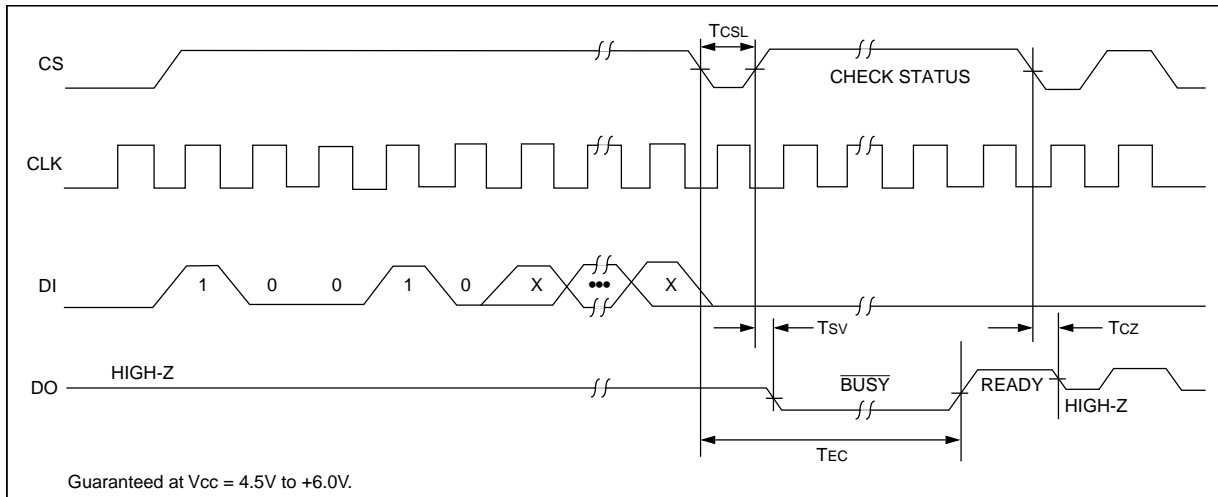 TCSL
CS
CHECK STATUS
CLK
DI
1 0 0 1 0 X ••• X
TSV
TCZ
HIGH-Z
DO
BUSY
READY
HIGH-Z
TEC
Guaranteed at Vcc = 4.5V to +6.0V.